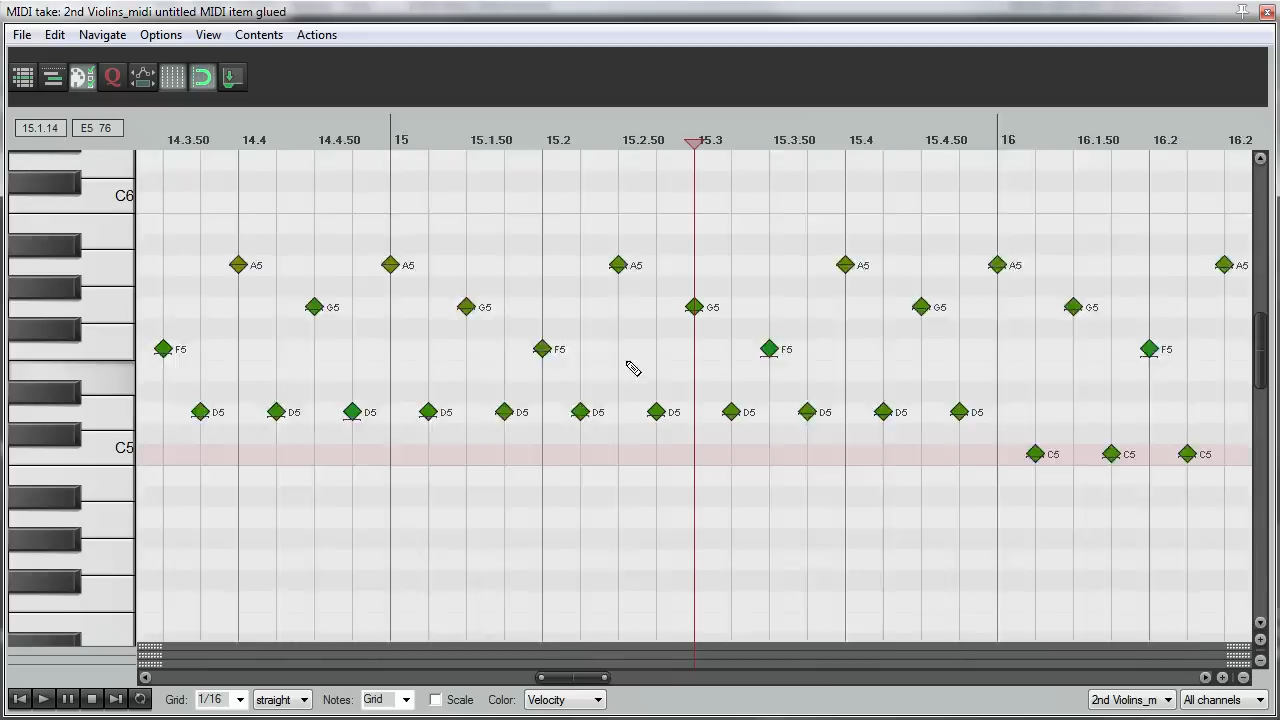 MIDI take: 2nd Violins_midi untitled MIDI item glued
File Edit Navigate Options View Contents Actions
Q
15.1.14 E5 76
14.3.50 14.4 14.4.50 15 15.1.50 15.2 15.2.50 15.3 15.3.50 15.4 15.4.50 16 16.1.50 16.2 16.2
C6
A5 A5 A5 A5 A5 A5
G5 G5 G5 G5 G5
F5 F5 F5 F5
D5 D5 D5 D5 D5 D5 D5 D5 D5 D5 D5
C5 C5 C5 C5
Grid: 1/16 straight Notes: Grid Scale Color: Velocity 2nd Violins_m All channels